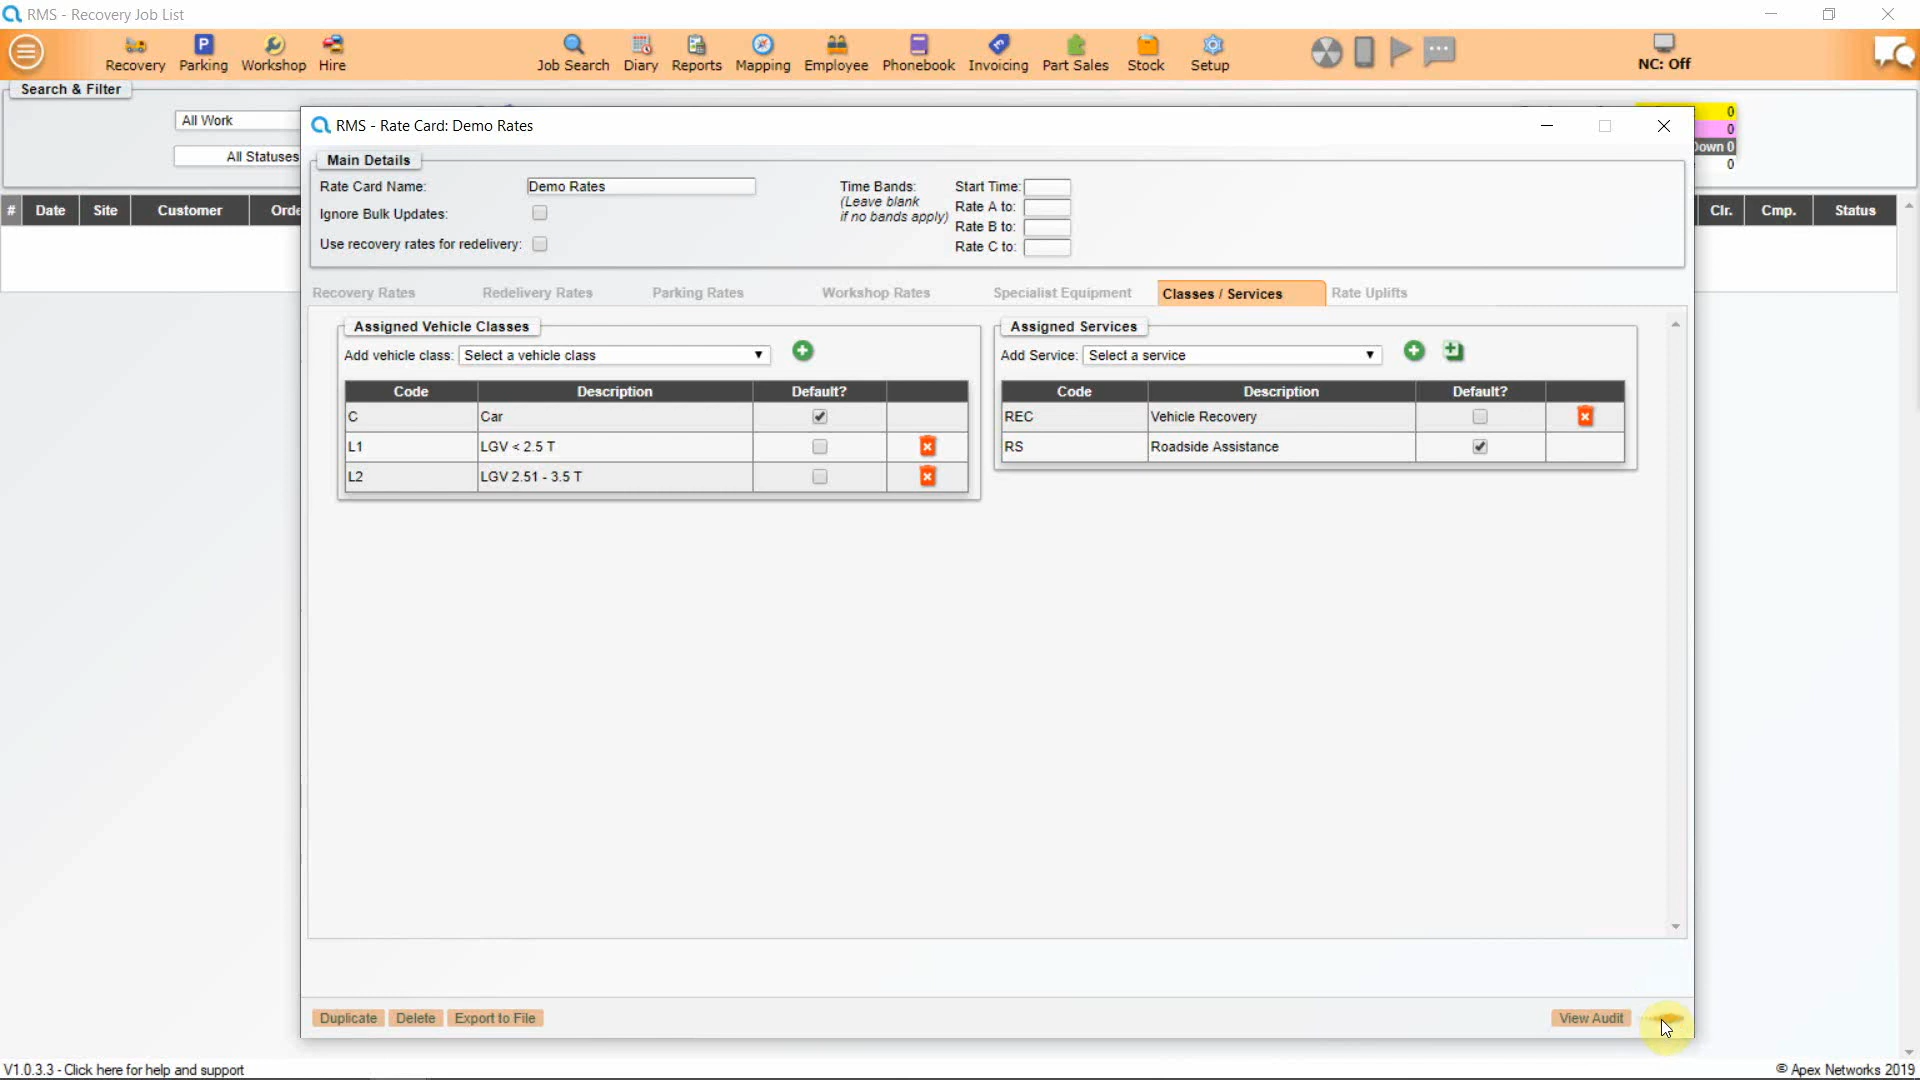 RMS - Recovery Job List
Recovery Parking Workshop Hire Job Search Diary Reports Mapping Employee Phonebook Invoicing Part Sales Stock Setup NC: Off
Search & Filter
All Work
All Statuses
0
0
Down 0
0
# Date Site Customer Orde Clr. Cmp. Status
RMS - Rate Card: Demo Rates
Main Details
Rate Card Name: Demo Rates Time Bands: Start Time:
(Leave blank Rate A to:
Ignore Bulk Updates: if no bands apply) Rate B to:
Use recovery rates for redelivery: Rate C to:
Recovery Rates Redelivery Rates Parking Rates Workshop Rates Specialist Equipment Classes / Services Rate Uplifts
Assigned Vehicle Classes Assigned Services
Add vehicle class: Select a vehicle class Add Service: Select a service
Code Description Default? Code Description Default?
C Car REC Vehicle Recovery
L1 LGV < 2.5 T RS Roadside Assistance
L2 LGV 2.51 - 3.5 T
Duplicate Delete Export to File View Audit
V1.0.3.3 - Click here for help and support © Apex Networks 2019